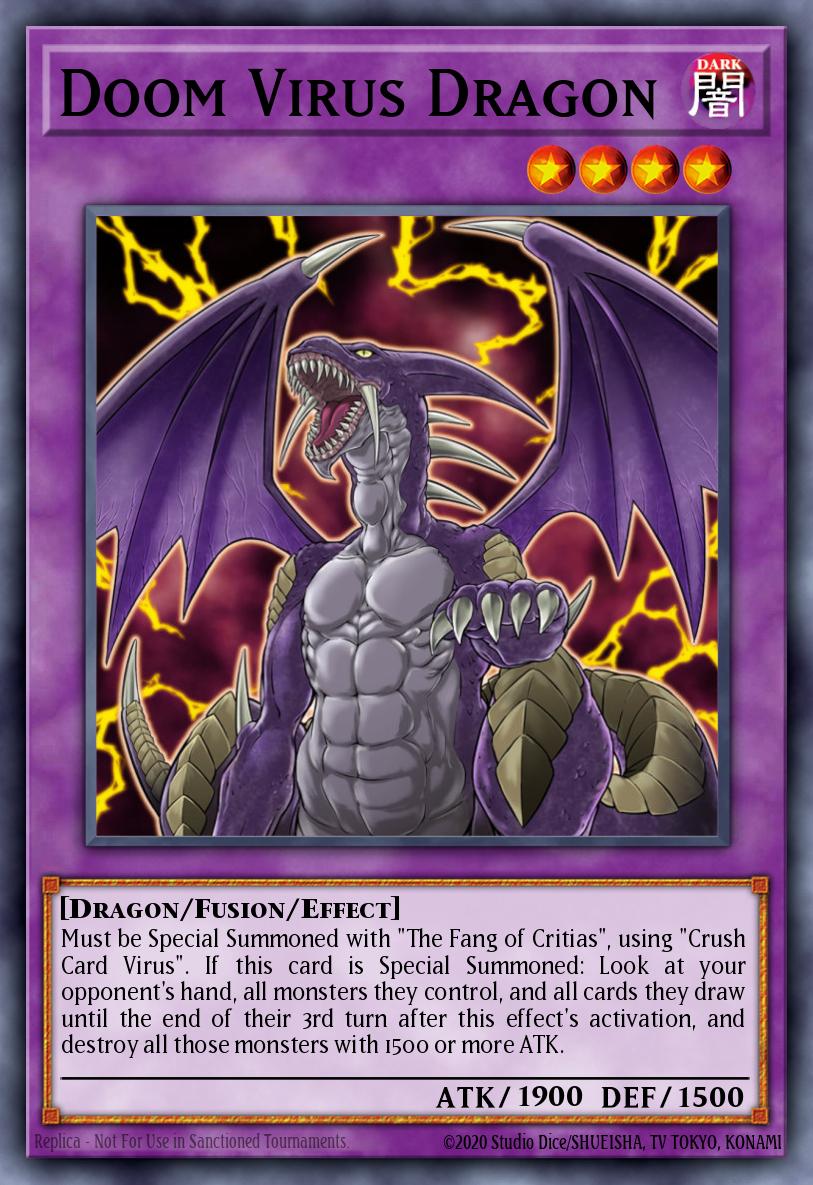 Doom Virus Dragon
DARK
闇
[Dragon/Fusion/Effect]
Must be Special Summoned with "The Fang of Critias", using "Crush
Card Virus". If this card is Special Summoned: Look at your
opponent's hand, all monsters they control, and all cards they draw
until the end of their 3rd turn after this effect's activation, and
destroy all those monsters with 1500 or more ATK.
ATK/1900 DEF/1500
Replica - Not For Use in Sanctioned Tournaments.
©2020 Studio Dice/SHUEISHA, TV TOKYO, KONAMI